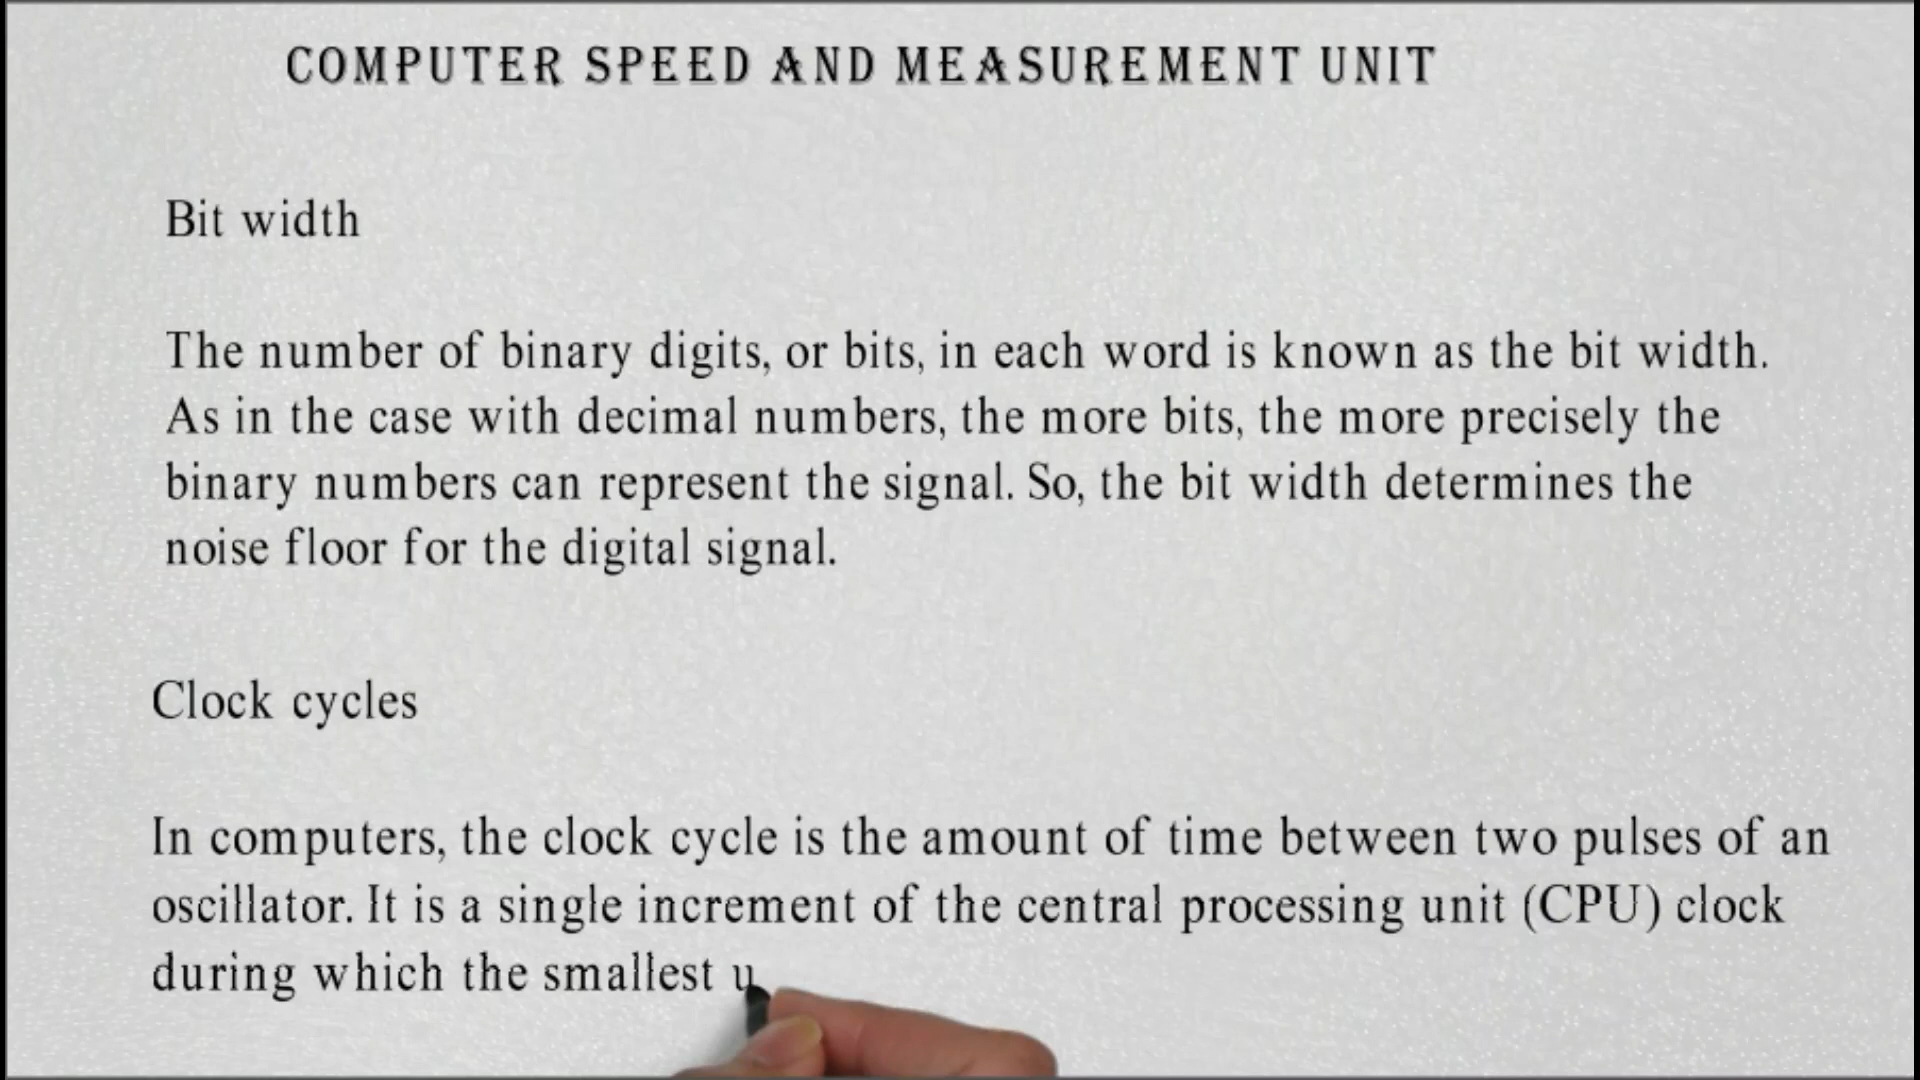 COMPUTER SPEED AND MEASUREMENT UNIT
Bit width
The number of binary digits, or bits, in each word is known as the bit width.
As in the case with decimal numbers, the more bits, the more precisely the
binary numbers can represent the signal. So, the bit width determines the
noise floor for the digital signal.
Clock cycles
In computers, the clock cycle is the amount of time between two pulses of an
oscillator. It is a single increment of the central processing unit (CPU) clock
during which the smallest u